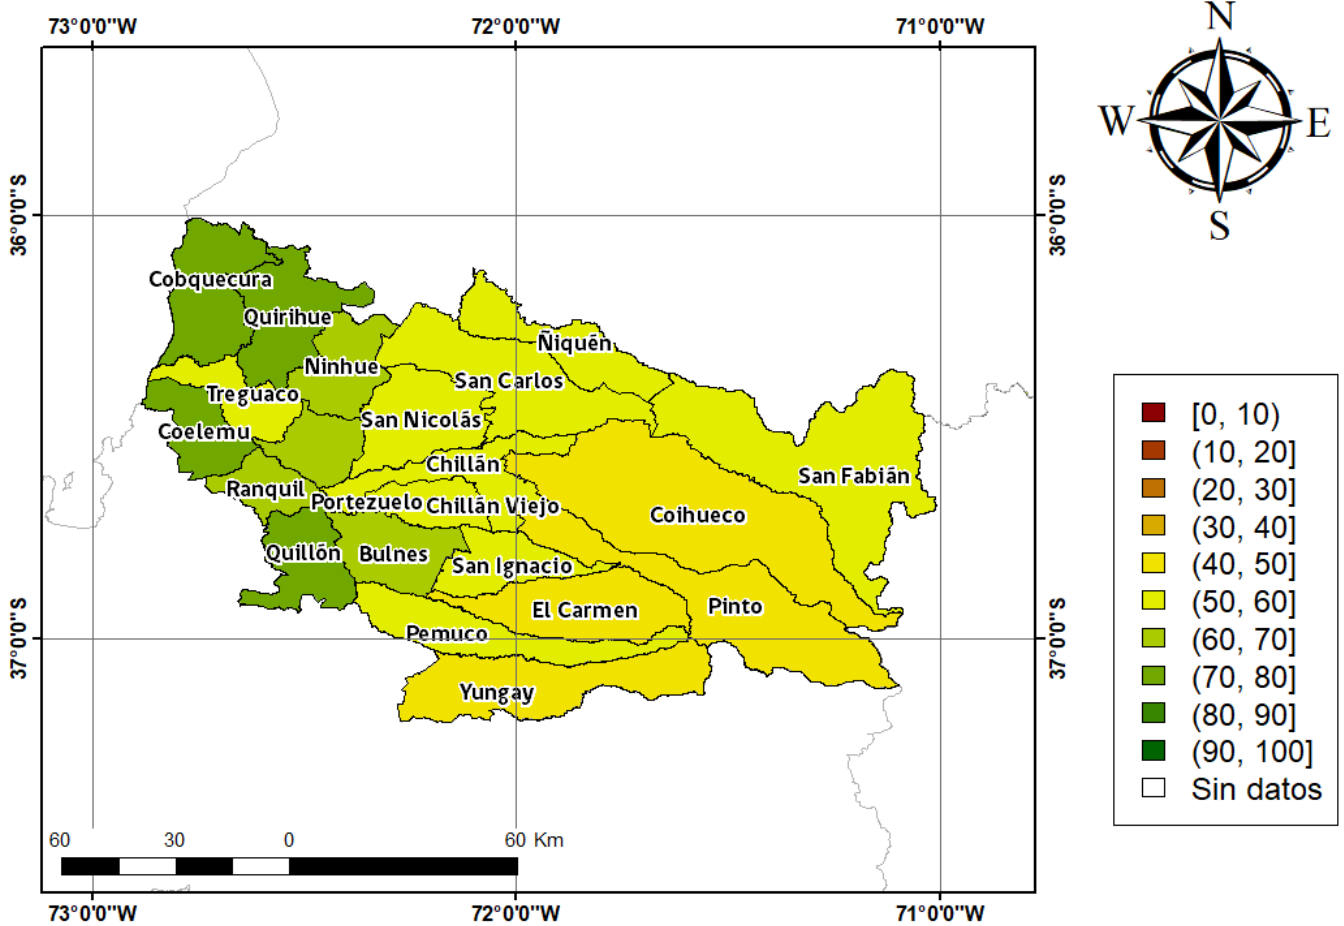 73°0'0"W
72°0'0"W
71°0'0"W
N
W
E
S
36°0'0"S
36°0'0"S
Cobquecura
Quirihue
Ñiquén
Ninhue
San Carlos
Treguaco
San Nicolás
Coelemu
Chillán
San Fabián
Ranquil
Portezuelo
Chillán Viejo
Coihueco
Quillón
Bulnes
San Ignacio
El Carmen
Pinto
Pemuco
Yungay
37°0'0"S
37°0'0"S
[0, 10)
(10, 20]
(20, 30]
(30, 40]
(40, 50]
(50, 60]
(60, 70]
(70, 80]
(80, 90]
(90, 100]
Sin datos
60 30 0 60 Km
73°0'0"W
72°0'0"W
71°0'0"W